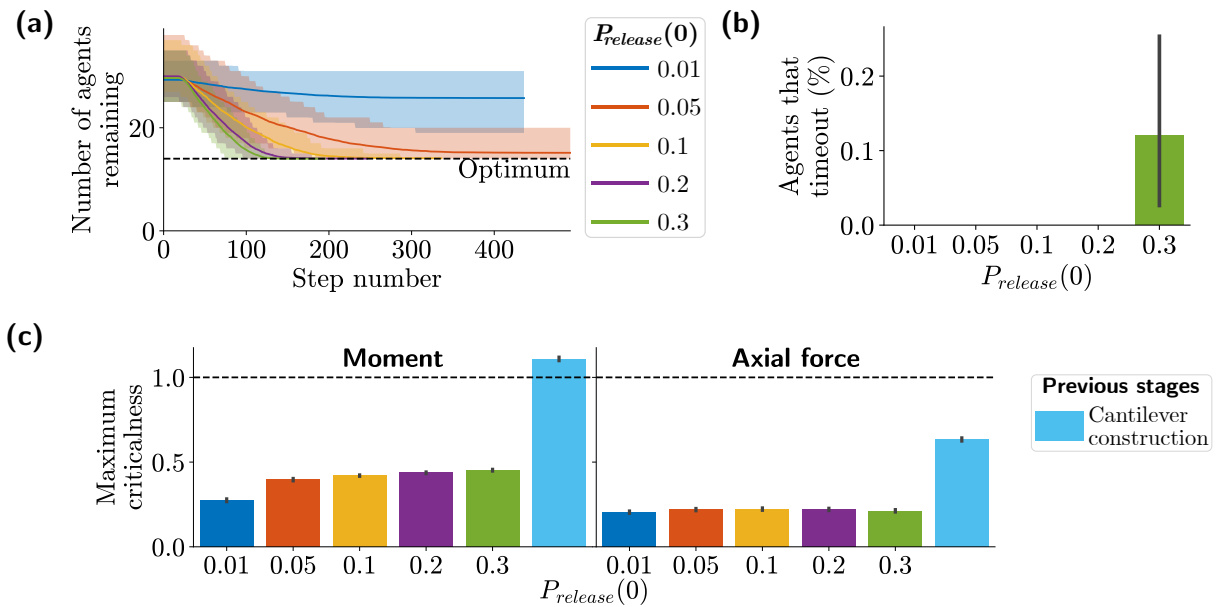 (a)
Number of agents
remaining
20
0
0
100
200
300
400
Step number
Optimum
P_release(0)
0.01
0.05
0.1
0.2
0.3
(b)
Agents that
timeout (%)
0.2
0.1
0.0
0.01
0.05
0.1
0.2
0.3
P_release(0)
(c)
Maximum
criticalness
1.0
0.5
0.0
Moment
Axial force
0.01
0.05
0.1
0.2
0.3
0.01
0.05
0.1
0.2
0.3
P_release(0)
Previous stages
Cantilever
construction